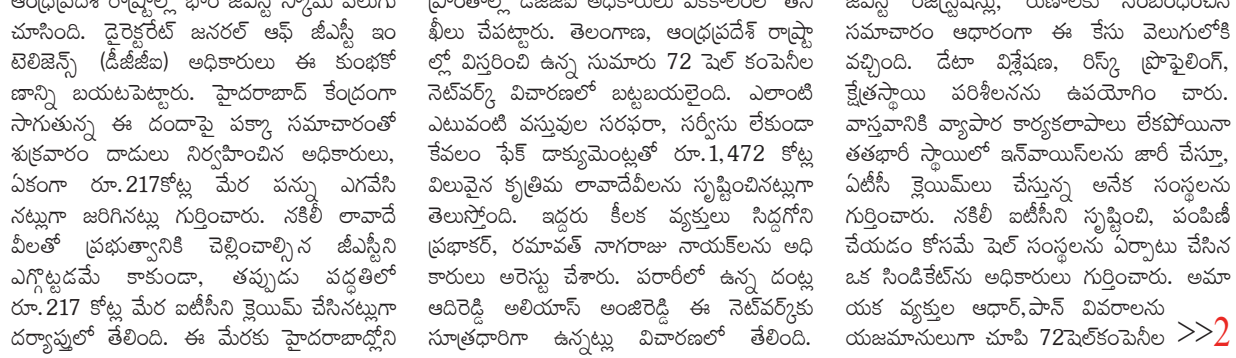 ఆంధ్రప్రదేశ్ రాష్ట్రాల్లో భారీ జీఎస్టీ స్కామ్ వెలుగు
చూసింది. డైరెక్టరేట్ జనరల్ ఆఫ్ జీఎస్టీ ఇం
టెలిజెన్స్ (డీజీజీఐ) అధికారులు ఈ కుంభకో
ణాన్ని బయటపెట్టారు. హైదరాబాద్ కేంద్రంగా
సాగుతున్న ఈ దందాపై పక్కా సమాచారంతో
శుక్రవారం దాడులు నిర్వహించిన అధికారులు,
ఏకంగా రూ.217కోట్ల మేర పన్ను ఎగవేసి
నట్లుగా జరిగినట్లు గుర్తించారు. నకిలీ లావాదే
వీలతో ప్రభుత్వానికి చెల్లించాల్సిన జీఎస్టీని
ఎగ్గొట్టడమే కాకుండా, తప్పుడు పద్ధతిలో
రూ.217 కోట్ల మేర ఐటీసీని క్లెయిమ్ చేసినట్లుగా
దర్యాప్తులో తేలింది. ఈ మేరకు హైదరాబాద్లోని
ప్రాంతాల్లో డీజీజీఐ అధికారులు ఏకకాలంలో తని
ఖీలు చేపట్టారు. తెలంగాణ, ఆంధ్రప్రదేశ్ రాష్ట్రా
ల్లో విస్తరించి ఉన్న సుమారు 72 షెల్ కంపెనీల
నెట్‌వర్క్ విచారణలో బట్టబయలైంది. ఎలాంటి
ఎటువంటి వస్తువుల సరఫరా, సర్వీసు లేకుండా
కేవలం ఫేక్ డాక్యుమెంట్లతో రూ.1,472 కోట్ల
విలువైన కృత్రిమ లావాదేవీలను సృష్టించినట్లుగా
తెలుస్తోంది. ఇద్దరు కీలక వ్యక్తులు సిద్దగోని
ప్రభాకర్, రమావత్ నాగరాజు నాయక్‌లను అధి
కారులు అరెస్టు చేశారు. పరారీలో ఉన్న దంట్ల
ఆదిరెడ్డి అలియాస్ అంజిరెడ్డి ఈ నెట్‌వర్క్‌కు
సూత్రధారిగా ఉన్నట్లు విచారణలో తేలింది.
జీఎస్టీ రిజిస్ట్రేషన్లు, రుణాలకు సంబంధించిన
సమాచారం ఆధారంగా ఈ కేసు వెలుగులోకి
వచ్చింది. డేటా విశ్లేషణ, రిస్క్ ప్రొఫైలింగ్,
క్షేత్రస్థాయి పరిశీలనను ఉపయోగిం చారు.
వాస్తవానికి వ్యాపార కార్యకలాపాలు లేకపోయినా
తతభారీ స్థాయిలో ఇన్‌వాయిస్‌లను జారీ చేస్తూ,
ఏటీసీ క్లెయిమ్‌లు చేస్తున్న అనేక సంస్థలను
గుర్తించారు. నకిలీ ఐటీసీని సృష్టించి, పంపిణీ
చేయడం కోసమే షెల్ సంస్థలను ఏర్పాటు చేసిన
ఒక సిండికేట్‌ను అధికారులు గుర్తించారు. అమా
యక వ్యక్తుల ఆధార్,పాన్ వివరాలను
యజమానులుగా చూపి 72షెల్‌కంపెనీల >>2